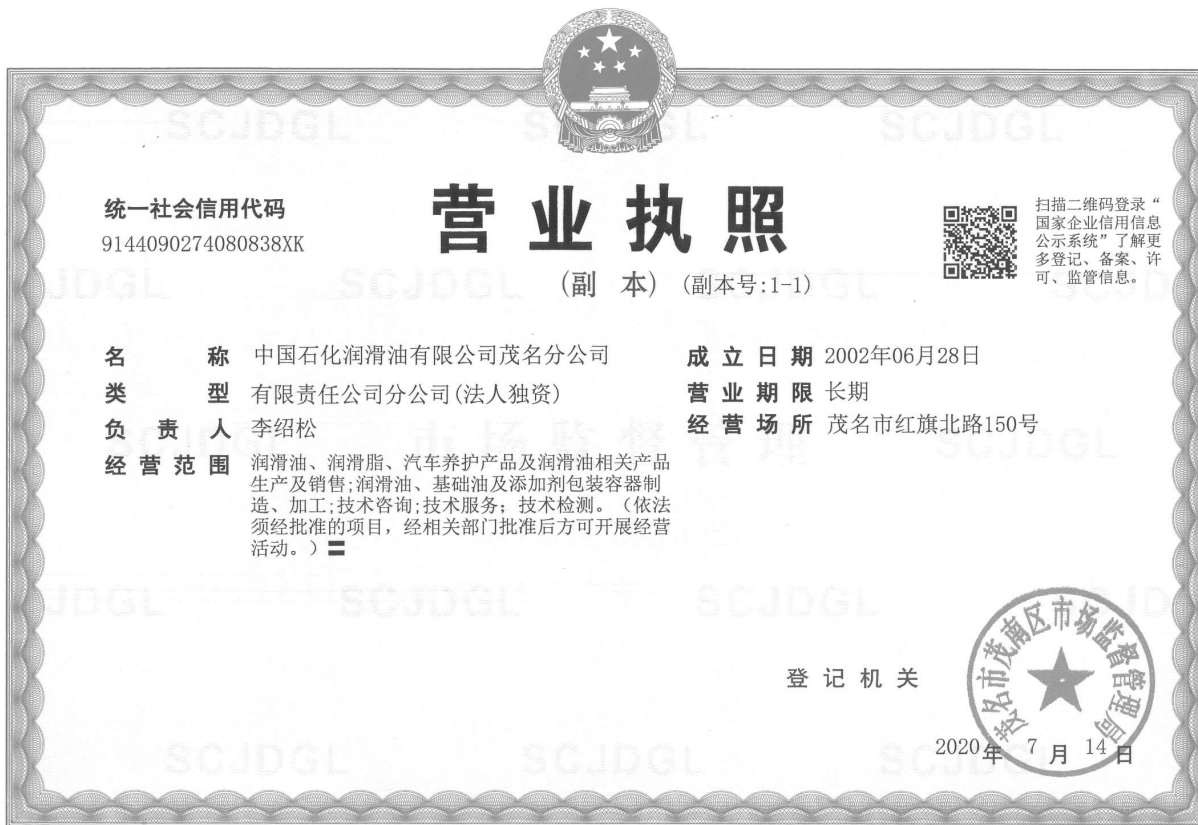 统一社会信用代码
9144090274080838XK
营业执照
(副 本) (副本号:1-1)
扫描二维码登录“
国家企业信用信息
公示系统”了解更
多登记、备案、许
可、监管信息。
名 称 中国石化润滑油有限公司茂名分公司
类 型 有限责任公司分公司(法人独资)
负 责 人 李绍松
经 营 范 围 润滑油、润滑脂、汽车养护产品及润滑油相关产品
生产及销售;润滑油、基础油及添加剂包装容器制
造、加工;技术咨询;技术服务; 技术检测。(依法
须经批准的项目, 经相关部门批准后方可开展经营
活动。)〓
成 立 日 期 2002年06月28日
营 业 期 限 长期
经 营 场 所 茂名市红旗北路150号
登 记 机 关
茂名市茂南区市场监督管理局
2020 年 7 月 14 日
SCJDGL
市场监督管理